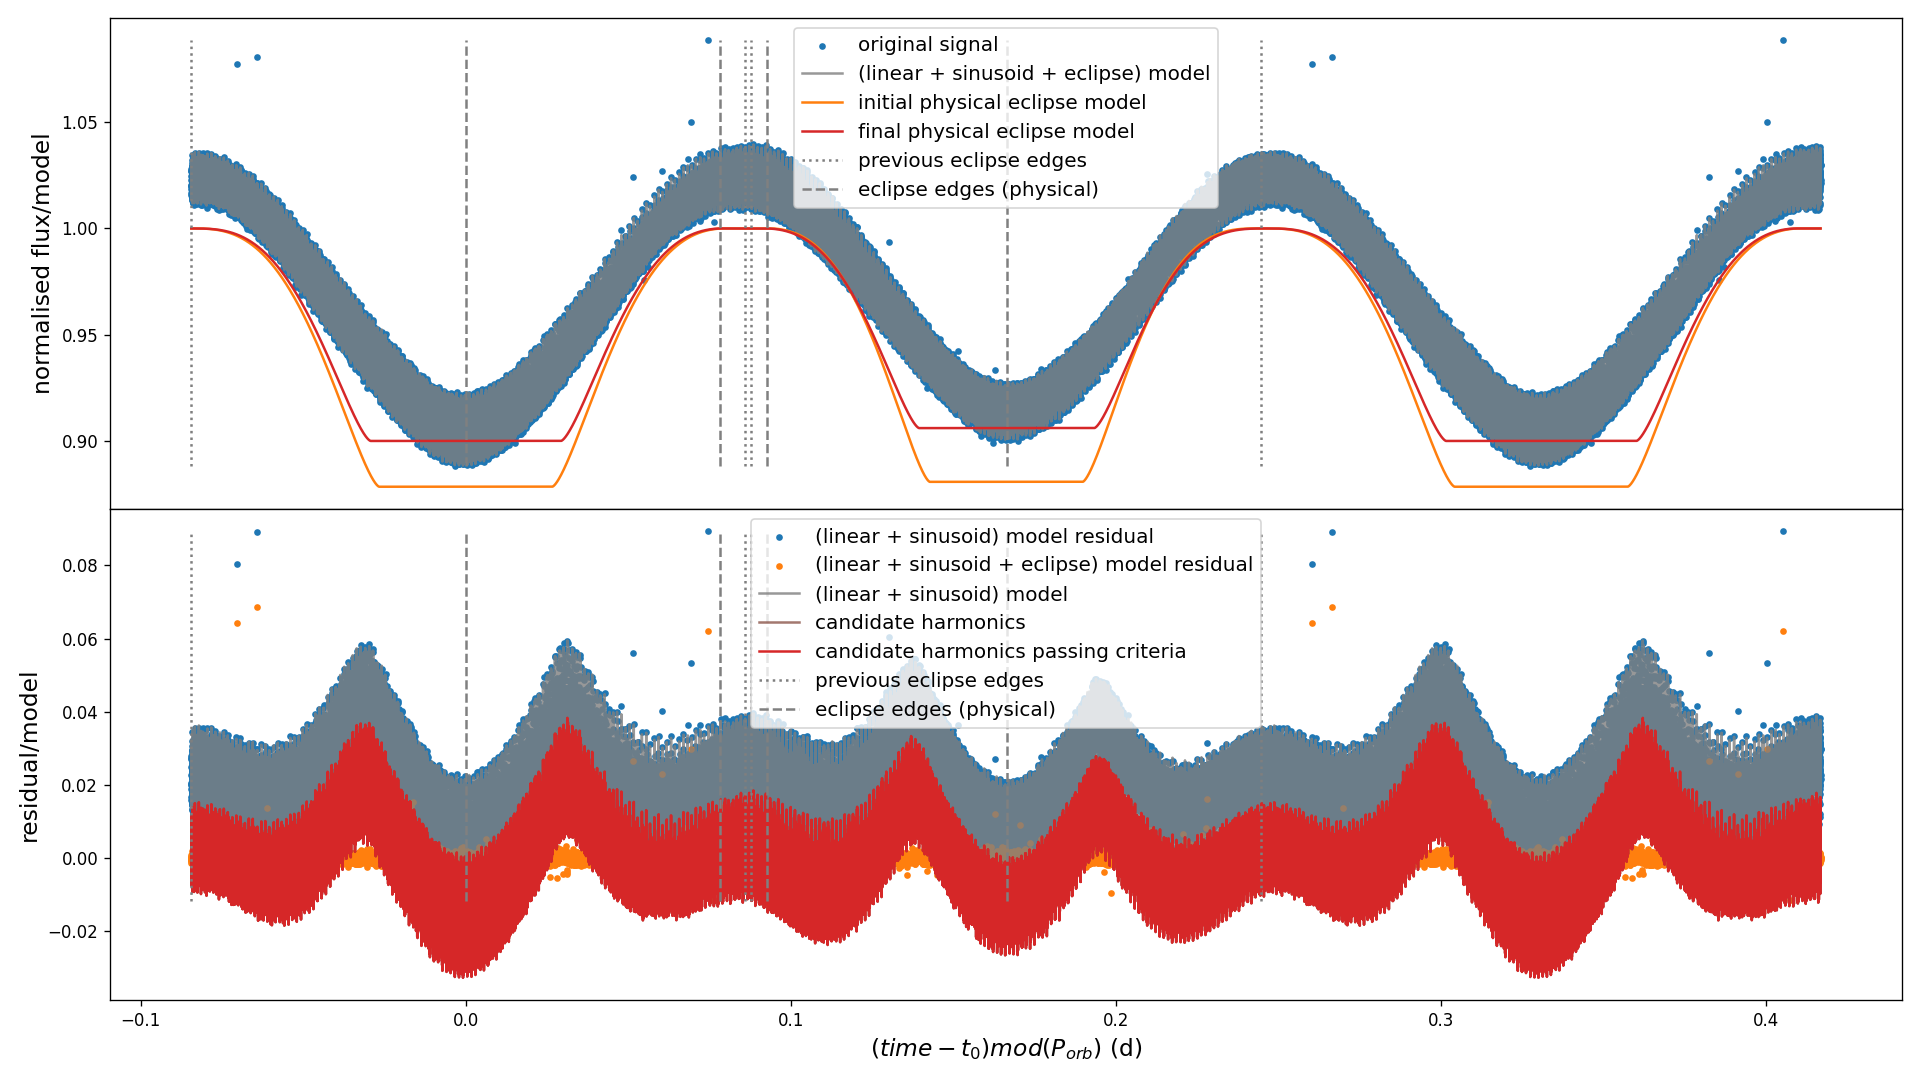 normalised flux/model
1.05
1.00
0.95
0.90
original signal
(linear + sinusoid + eclipse) model
initial physical eclipse model
final physical eclipse model
previous eclipse edges
eclipse edges (physical)
residual/model
0.08
0.06
0.04
0.02
0.00
−0.02
(linear + sinusoid) model residual
(linear + sinusoid + eclipse) model residual
(linear + sinusoid) model
candidate harmonics
candidate harmonics passing criteria
previous eclipse edges
eclipse edges (physical)
−0.1 0.0 0.1 0.2 0.3 0.4
(time − t₀)mod(P_orb) (d)